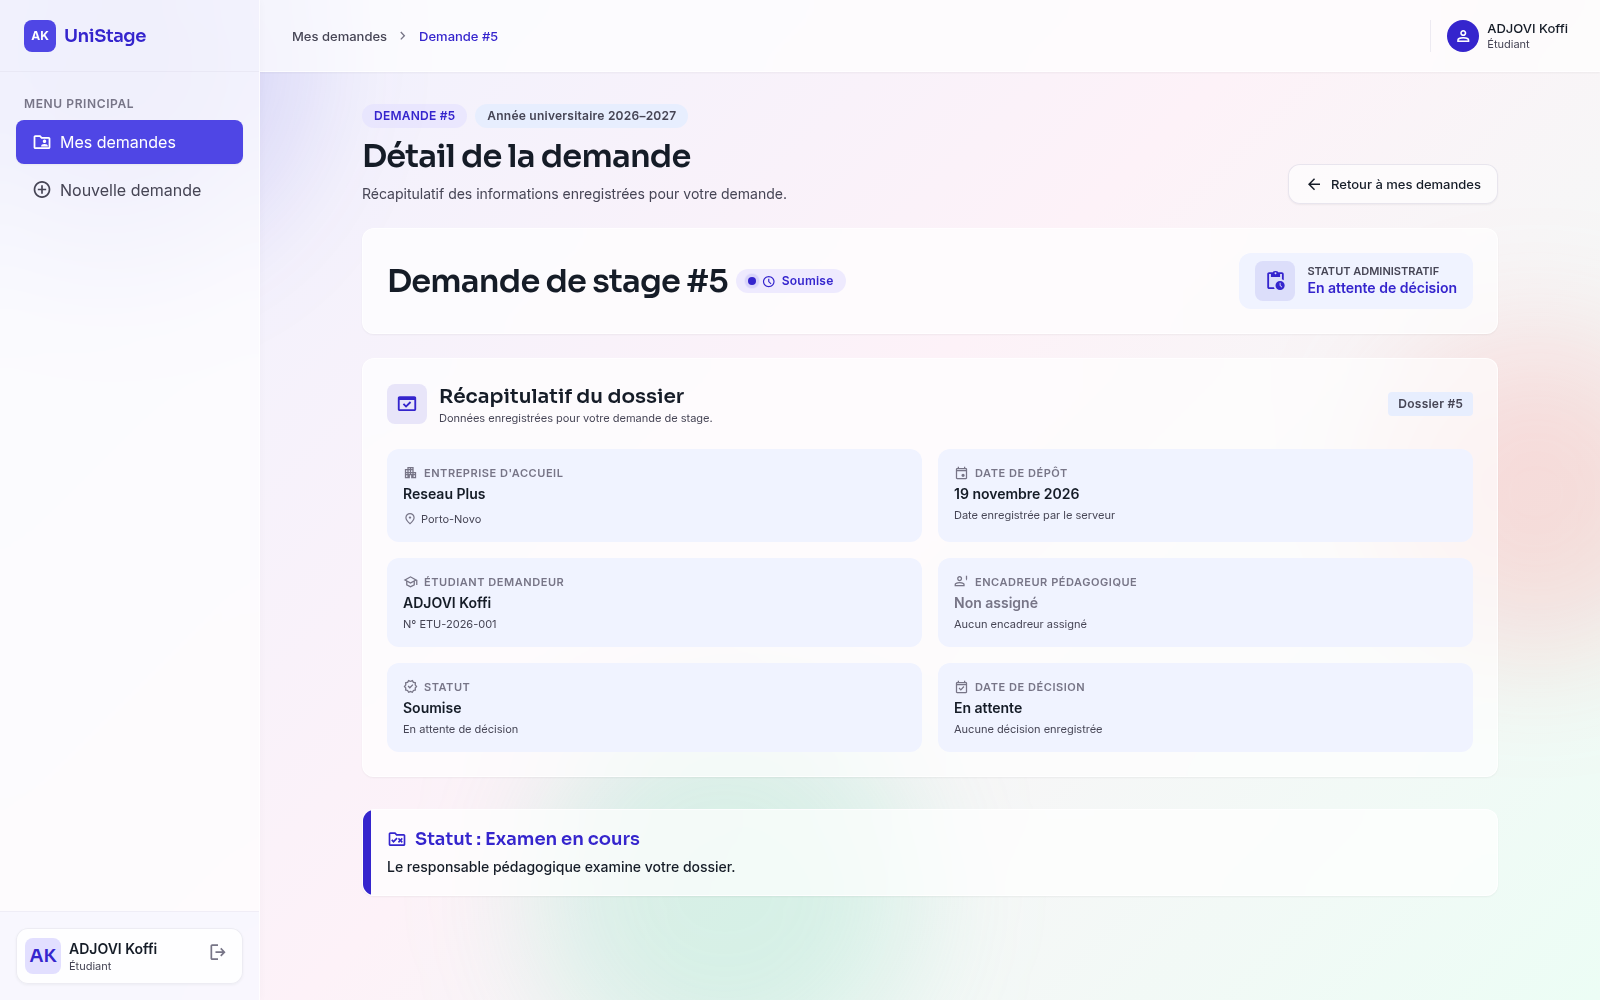 AK UniStage
MENU PRINCIPAL
Mes demandes
Nouvelle demande
Mes demandes > Demande #5
ADJOVI Koffi
Étudiant
DEMANDE #5 Année universitaire 2026–2027
Détail de la demande
Récapitulatif des informations enregistrées pour votre demande.
Retour à mes demandes
Demande de stage #5 Soumise
STATUT ADMINISTRATIF
En attente de décision
Récapitulatif du dossier
Données enregistrées pour votre demande de stage.
Dossier #5
ENTREPRISE D'ACCUEIL
Reseau Plus
Porto-Novo
DATE DE DÉPÔT
19 novembre 2026
Date enregistrée par le serveur
ÉTUDIANT DEMANDEUR
ADJOVI Koffi
N° ETU-2026-001
ENCADREUR PÉDAGOGIQUE
Non assigné
Aucun encadreur assigné
STATUT
Soumise
En attente de décision
DATE DE DÉCISION
En attente
Aucune décision enregistrée
Statut : Examen en cours
Le responsable pédagogique examine votre dossier.
AK ADJOVI Koffi
Étudiant